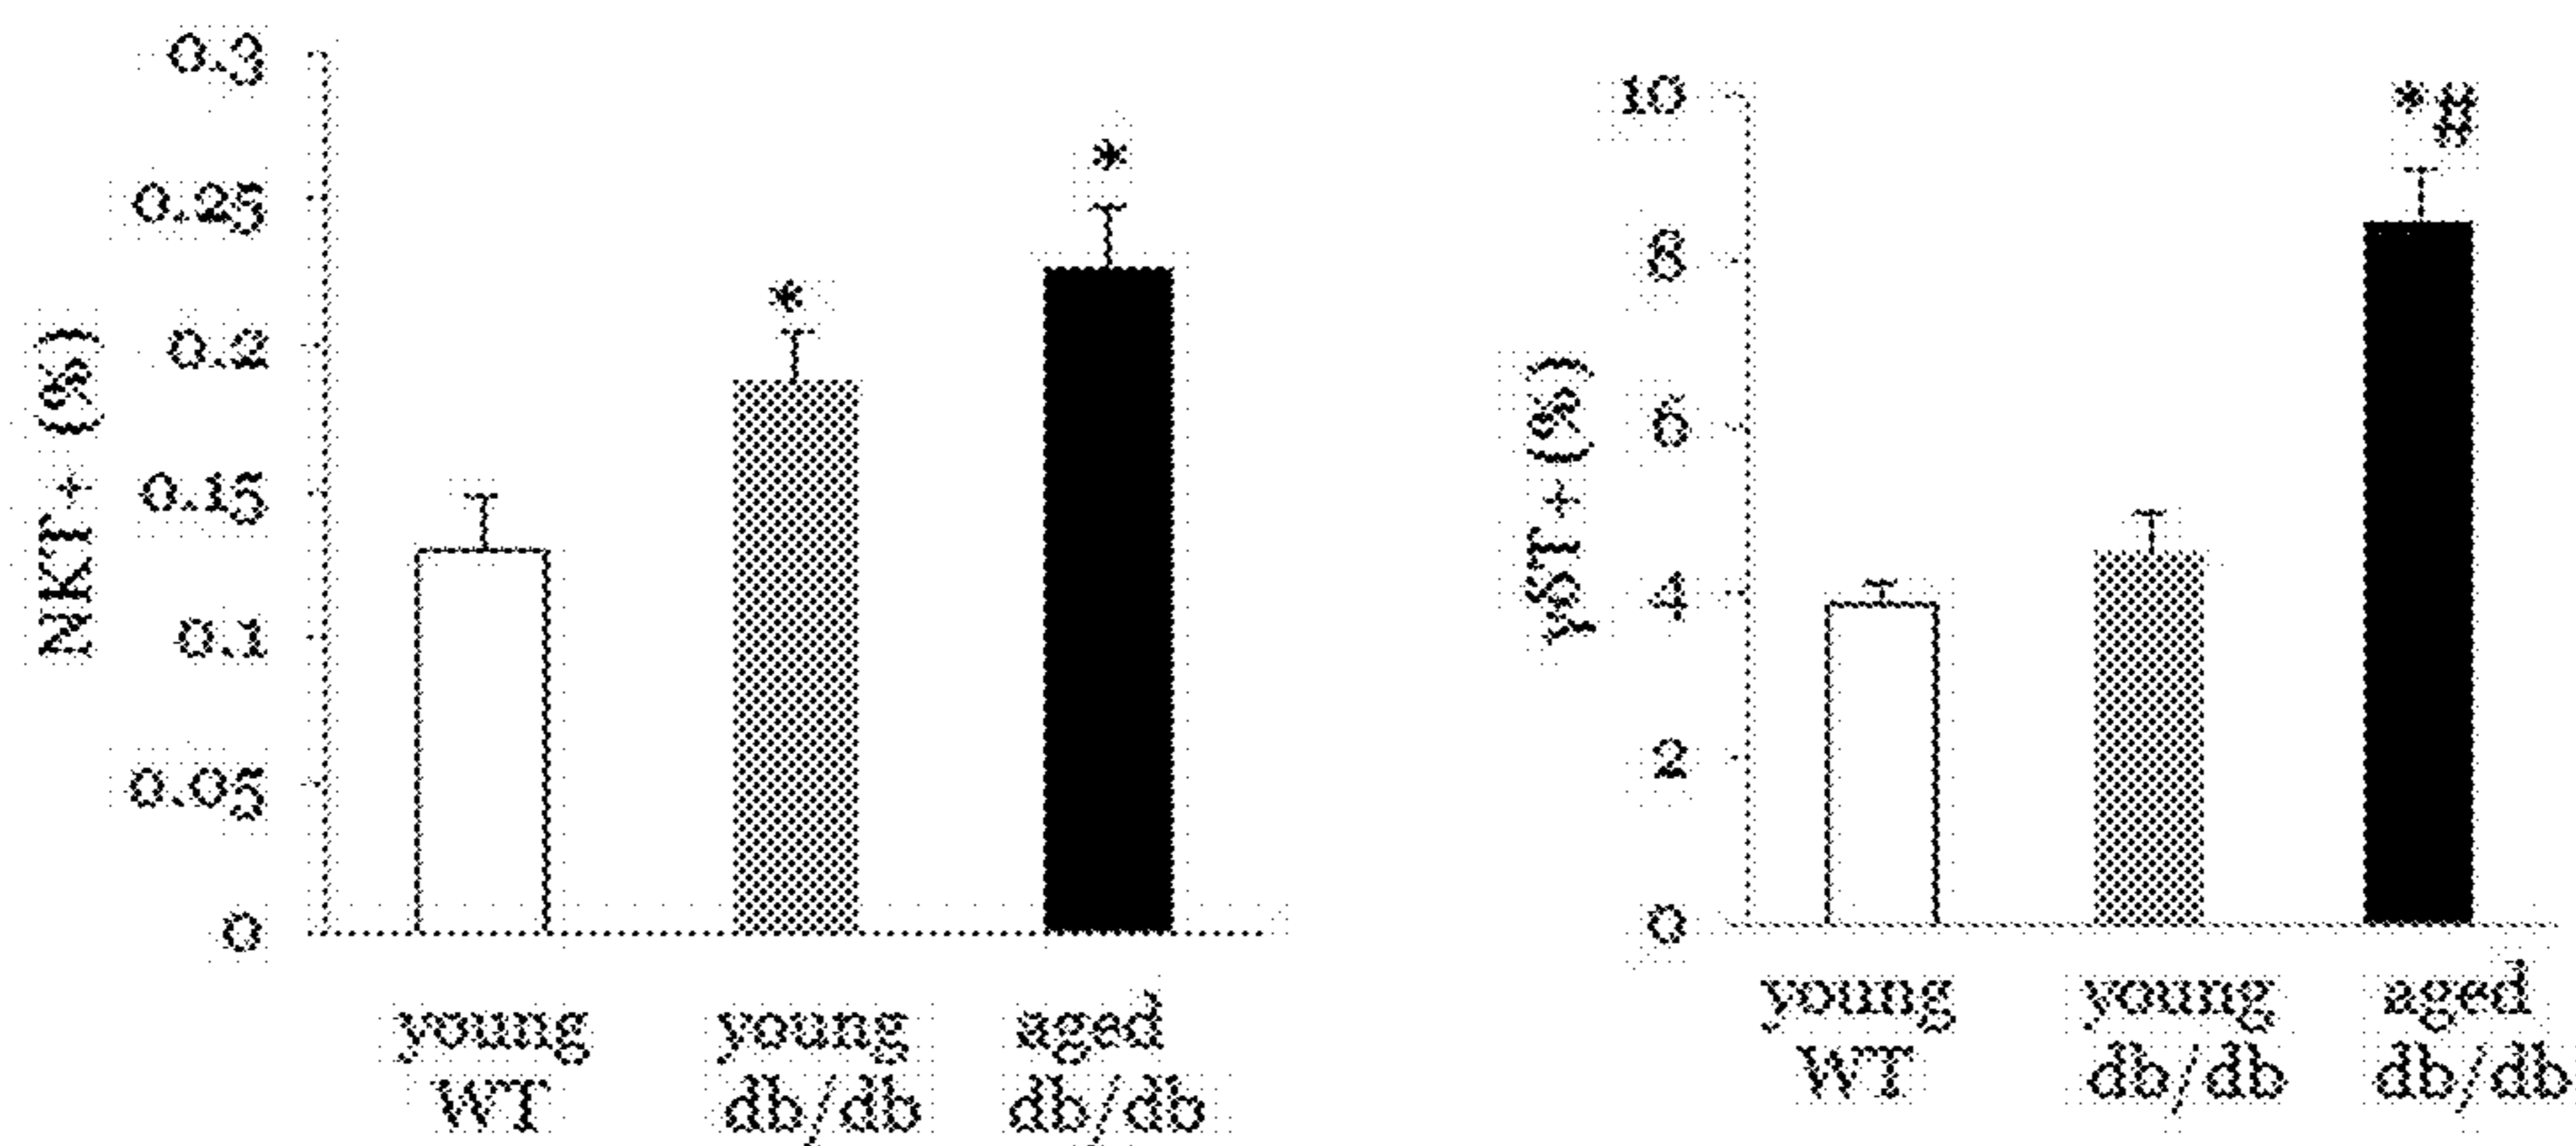 NKT+ (%)
0.3
0.25
0.2
0.15
0.1
0.05
0
*
*
young
WT
young
db/db
aged
db/db
γδT+ (%)
10
8
6
4
2
0
*#
young
WT
young
db/db
aged
db/db